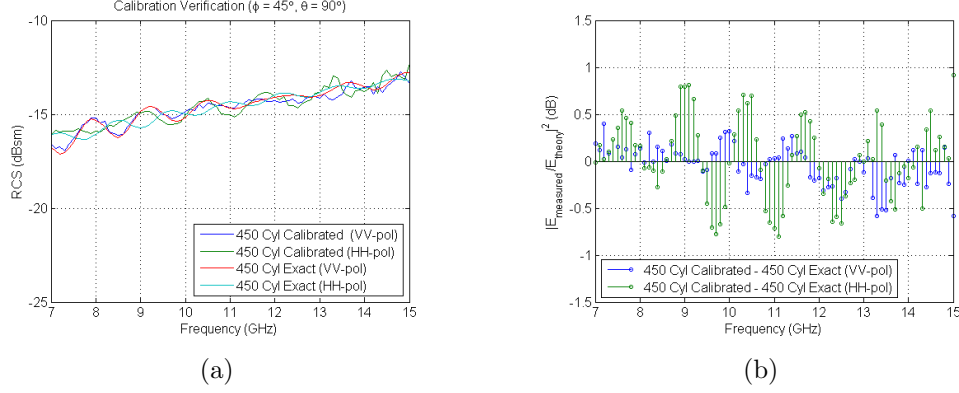 Calibration Verification (ϕ = 45°, θ = 90°)
-10
-15
-20
-25
RCS (dBsm)
7 8 9 10 11 12 13 14 15
Frequency (GHz)
450 Cyl Calibrated (VV-pol)
450 Cyl Calibrated (HH-pol)
450 Cyl Exact (VV-pol)
450 Cyl Exact (HH-pol)
(a)
1.5
1
0.5
0
-0.5
-1
-1.5
|E_measured/E_theory|² (dB)
7 8 9 10 11 12 13 14 15
Frequency (GHz)
450 Cyl Calibrated - 450 Cyl Exact (VV-pol)
450 Cyl Calibrated - 450 Cyl Exact (HH-pol)
(b)